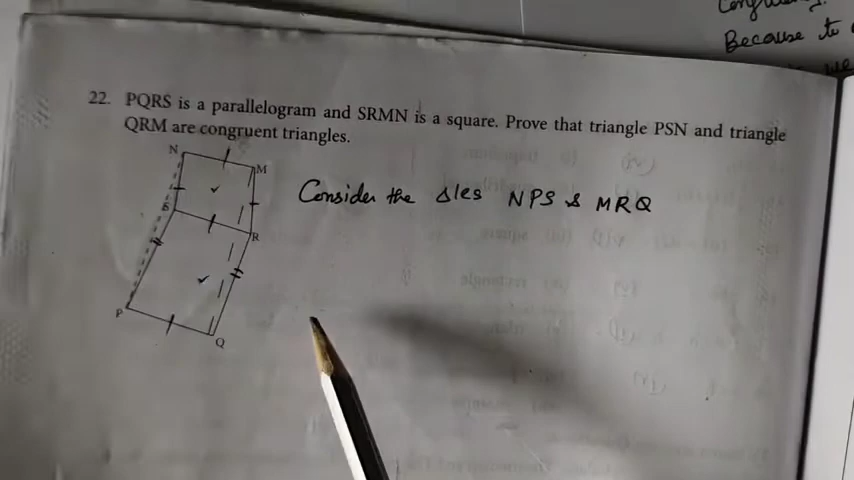 Because to
22. PQRS is a parallelogram and SRMN is a square. Prove that triangle PSN and triangle
QRM are congruent triangles.
N
M
Consider the Δles NPS & MRQ
S
R
P
Q